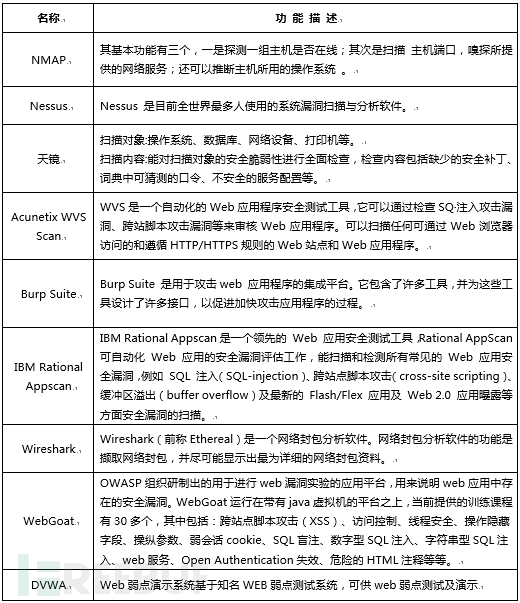 名称
功 能 描 述
NMAP
其基本功能有三个，一是探测一组主机是否在线；其次是扫描 主机端口，嗅探所提
供的网络服务；还可以推断主机所用的操作系统 。
Nessus
Nessus 是目前全世界最多人使用的系统漏洞扫描与分析软件。
天镜
扫描对象:操作系统、数据库、网络设备、打印机等。
扫描内容:能对扫描对象的安全脆弱性进行全面检查，检查内容包括缺少的安全补丁、
词典中可猜测的口令、不安全的服务配置等。
Acunetix WVS
Scan
WVS 是一个自动化的 Web 应用程序安全测试工具，它可以通过检查 SQ·注入攻击漏
洞、跨站脚本攻击漏洞等来审核 Web 应用程序。可以扫描任何可通过 Web 浏览器
访问的和遵循 HTTP/HTTPS 规则的 Web 站点和 Web 应用程序。
Burp Suite
Burp Suite 是用于攻击 web 应用程序的集成平台。它包含了许多工具，并为这些工
具设计了许多接口，以促进加快攻击应用程序的过程。
IBM Rational
Appscan
IBM Rational Appscan 是一个领先的 Web 应用安全测试工具,Rational AppScan
可自动化 Web 应用的安全漏洞评估工作，能扫描和检测所有常见的 Web 应用安
全漏洞，例如 SQL 注入（SQL-injection）、跨站点脚本攻击（cross-site scripting）、
缓冲区溢出（buffer overflow）及最新的 Flash/Flex 应用及 Web 2.0 应用曝露等
方面安全漏洞的扫描。
Wireshark
Wireshark（前称 Ethereal）是一个网络封包分析软件。网络封包分析软件的功能是
撷取网络封包，并尽可能显示出最为详细的网络封包资料。
WebGoat
OWASP 组织研制出的用于进行 web 漏洞实验的应用平台，用来说明 web 应用中存
在的安全漏洞。WebGoat 运行在带有 java 虚拟机的平台之上，当前提供的训练课程
有 30 多个，其中包括：跨站点脚本攻击（XSS）、访问控制、线程安全、操作隐藏
字段、操纵参数、弱会话 cookie、SQL 盲注、数字型 SQL 注入、字符串型 SQL 注
入、web 服务、Open Authentication 失效、危险的 HTML 注释等等。
DVWA
Web 弱点演示系统基于知名 WEB 弱点测试系统，可供 web 弱点测试及演示
FREEBUF